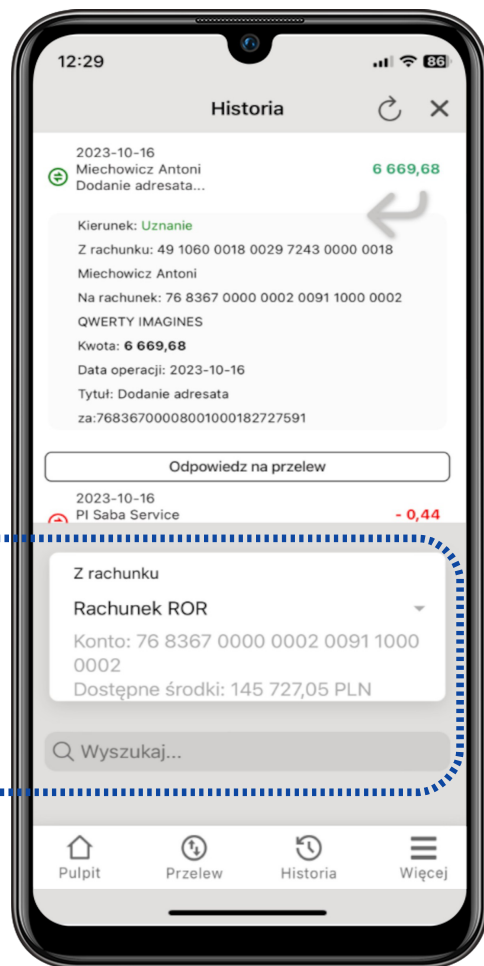 12:29
86
Historia
2023-10-16
Miechowicz Antoni
6 669,68
Dodanie adresata...
Kierunek: Uznanie
Z rachunku: 49 1060 0018 0029 7243 0000 0018
Miechowicz Antoni
Na rachunek: 76 8367 0000 0002 0091 1000 0002
QWERTY IMAGINES
Kwota: 6 669,68
Data operacji: 2023-10-16
Tytuł: Dodanie adresata
za:76836700008001000182727591
Odpowiedz na przelew
2023-10-16
PI Saba Service
- 0,44
Z rachunku
Rachunek ROR
Konto: 76 8367 0000 0002 0091 1000
0002
Dostępne środki: 145 727,05 PLN
Wyszukaj...
Pulpit
Przelew
Historia
Więcej